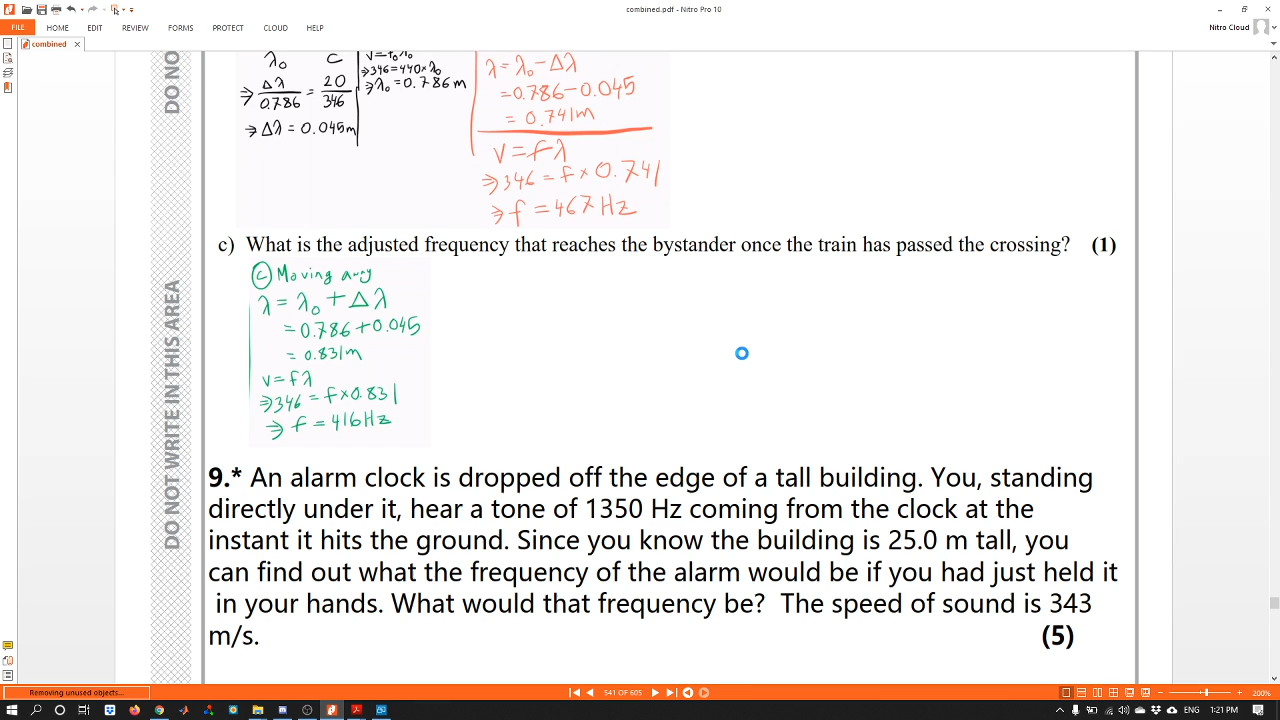 combined.pdf - Nitro Pro 10
FILE HOME EDIT REVIEW FORMS PROTECT CLOUD HELP
Nitro Cloud
combined
DO NO
λ₀ C
⇒ Δλ/0.786 = 20/346
⇒ Δλ = 0.045m
v=f₀λ₀
⇒346=440×λ₀
⇒λ₀=0.786m
λ=λ₀-Δλ
=0.786-0.045
= 0.741m
v=fλ
⇒346=f×0.741
⇒f=467Hz
c) What is the adjusted frequency that reaches the bystander once the train has passed the crossing? (1)
DO NOT WRITE IN THIS AREA
C Moving away
λ=λ₀+Δλ
=0.786+0.045
= 0.831m
v=fλ
⇒346=f×0.831
⇒ f=416Hz
9.* An alarm clock is dropped off the edge of a tall building. You, standing
directly under it, hear a tone of 1350 Hz coming from the clock at the
instant it hits the ground. Since you know the building is 25.0 m tall, you
can find out what the frequency of the alarm would be if you had just held it
in your hands. What would that frequency be? The speed of sound is 343
m/s. (5)
Removing unused objects...
541 OF 605
200%
ENG 1:21 PM